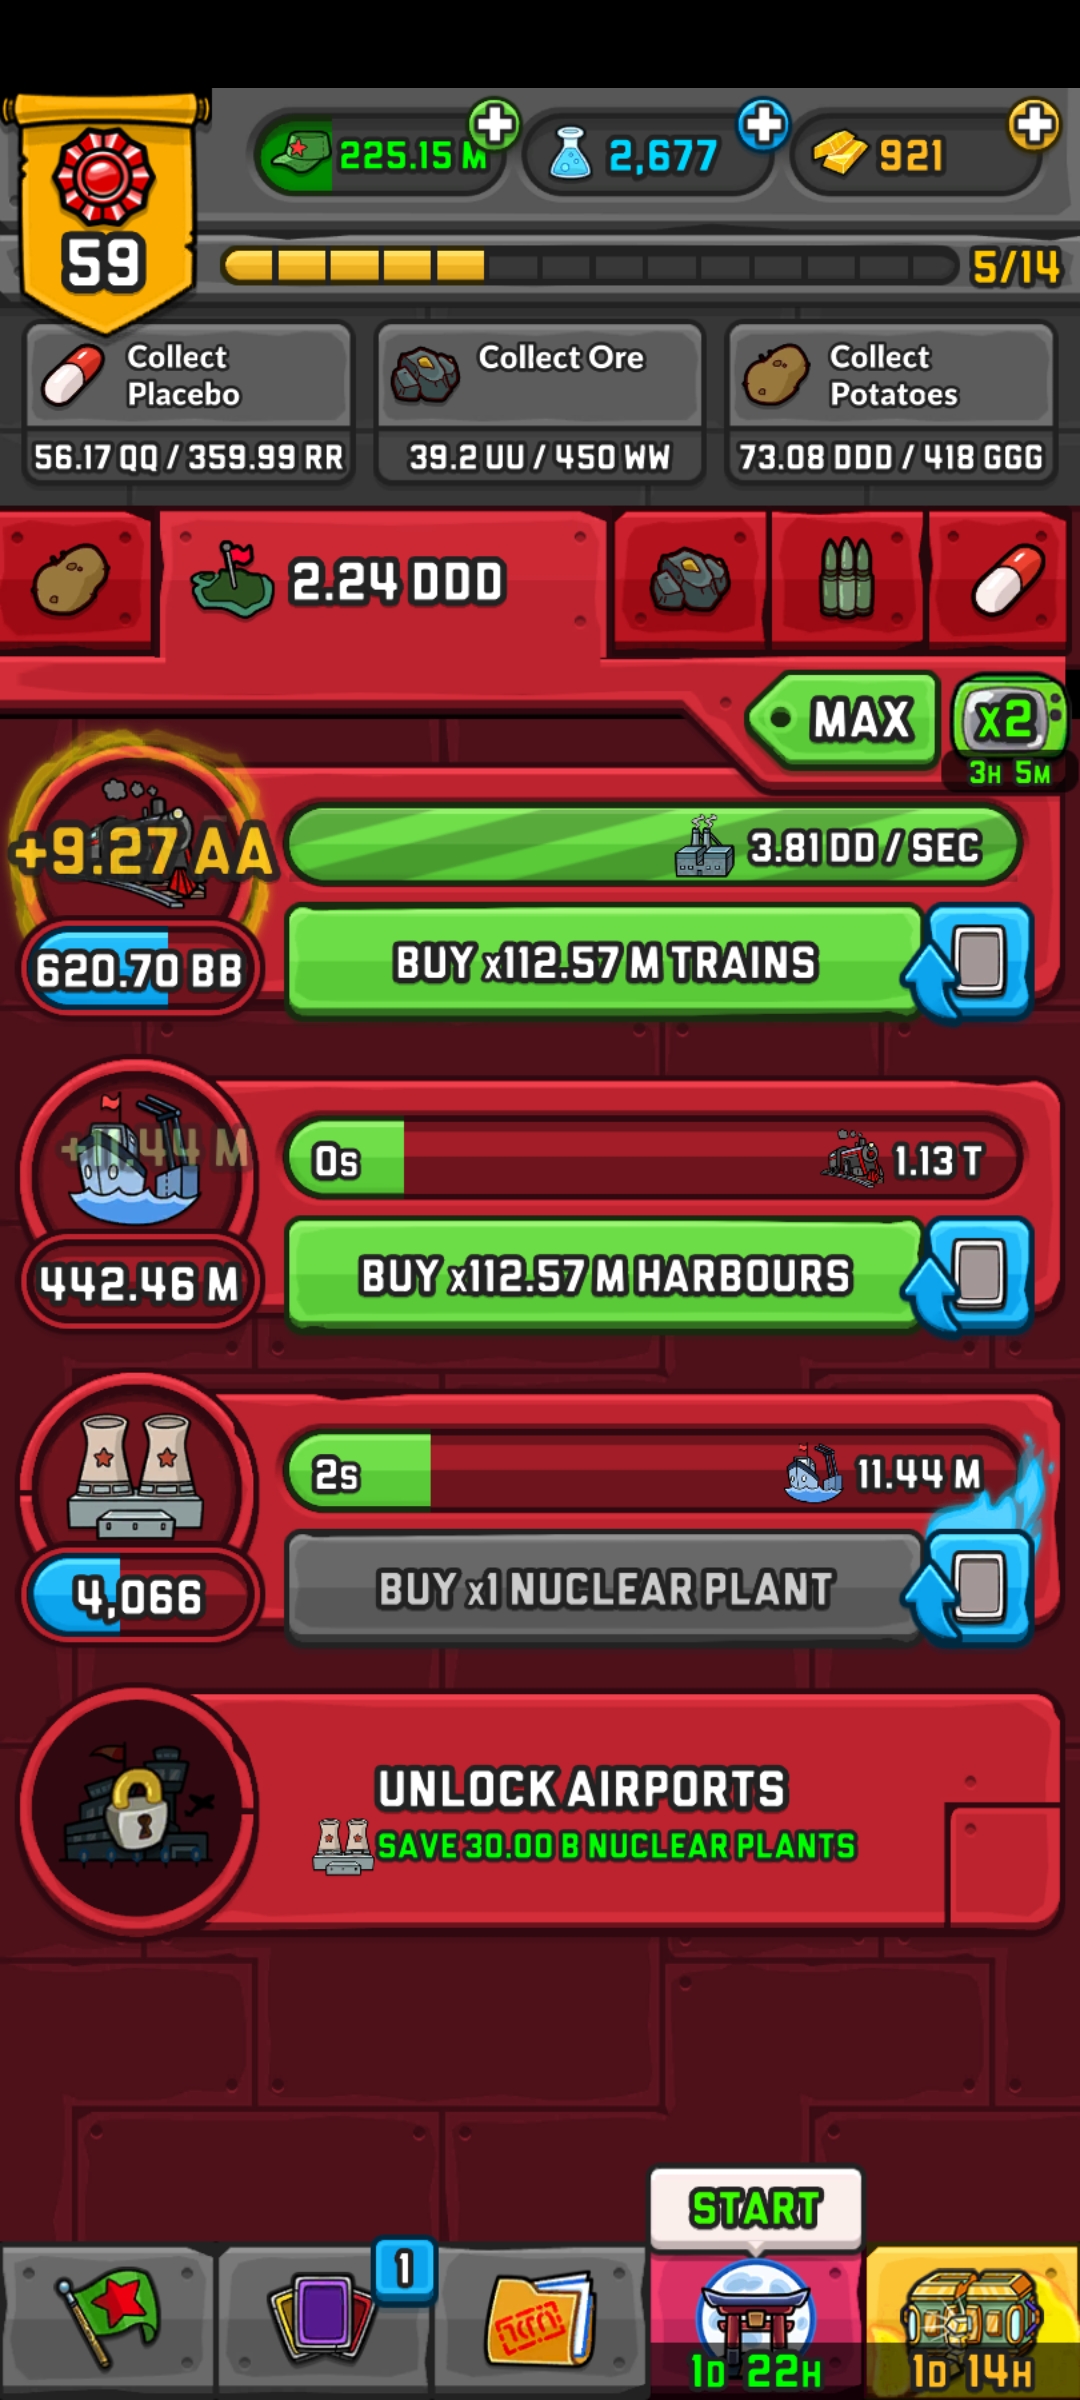 225.15 M
2,677
921
59
5/14
Collect
Placebo
56.17 QQ / 359.99 RR
Collect Ore
39.2 UU / 450 WW
Collect
Potatoes
73.08 DDD / 418 GGG
2.24 DDD
MAX
x2
3H 5M
+9.27 AA
3.81 DD / SEC
620.70 BB
BUY x112.57 M TRAINS
+11.44 M
0s
1.13 T
442.46 M
BUY x112.57 M HARBOURS
2s
11.44 M
4,066
BUY x1 NUCLEAR PLANT
UNLOCK AIRPORTS
SAVE 30.00 B NUCLEAR PLANTS
START
1
1D 22H
1D 14H